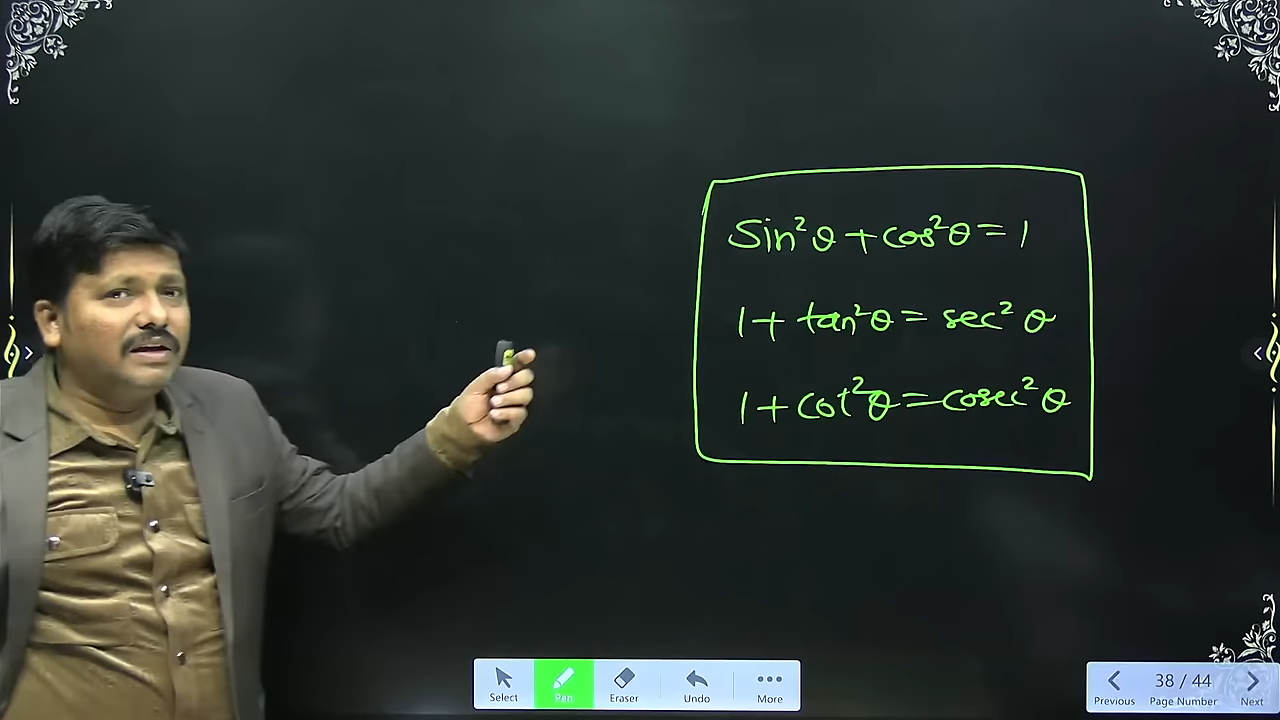 Sin²θ + cos²θ = 1
1 + tan²θ = sec²θ
1 + cot²θ = cosec²θ
Select Pen Eraser Undo More
38 / 44
Previous Page Number Next